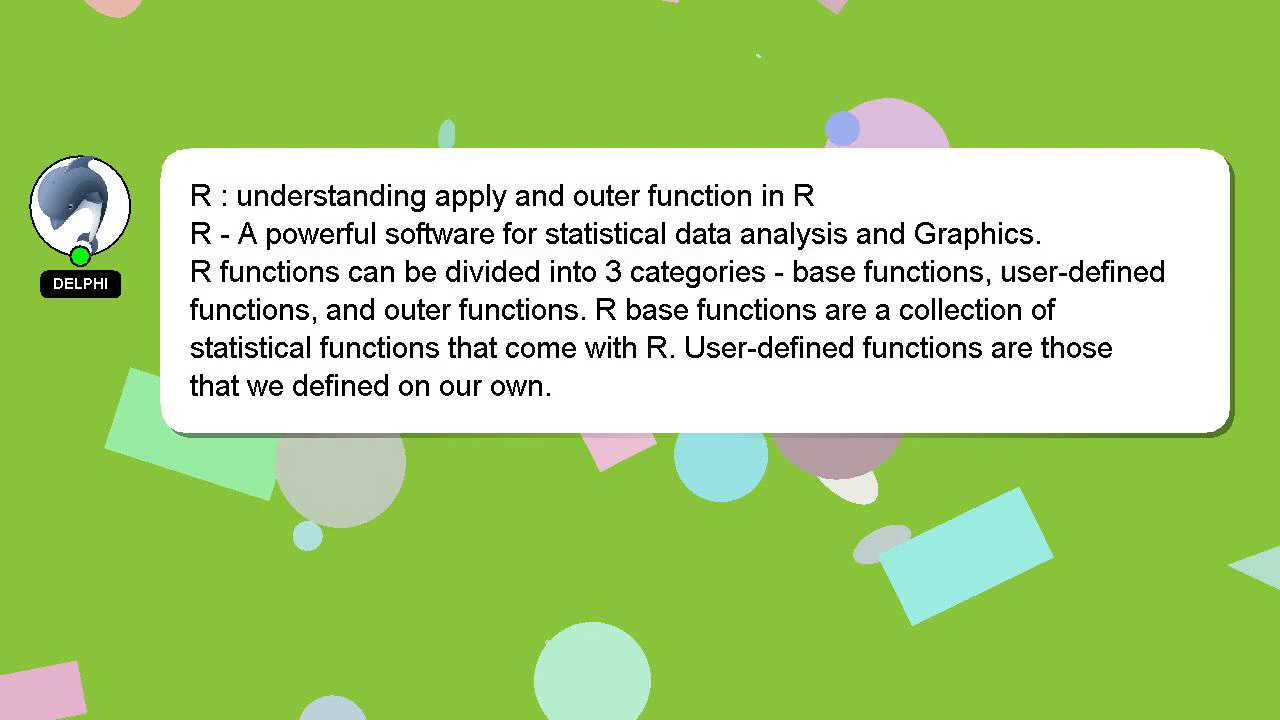 DELPHI
R : understanding apply and outer function in R
R - A powerful software for statistical data analysis and Graphics.
R functions can be divided into 3 categories - base functions, user-defined
functions, and outer functions. R base functions are a collection of
statistical functions that come with R. User-defined functions are those
that we defined on our own.